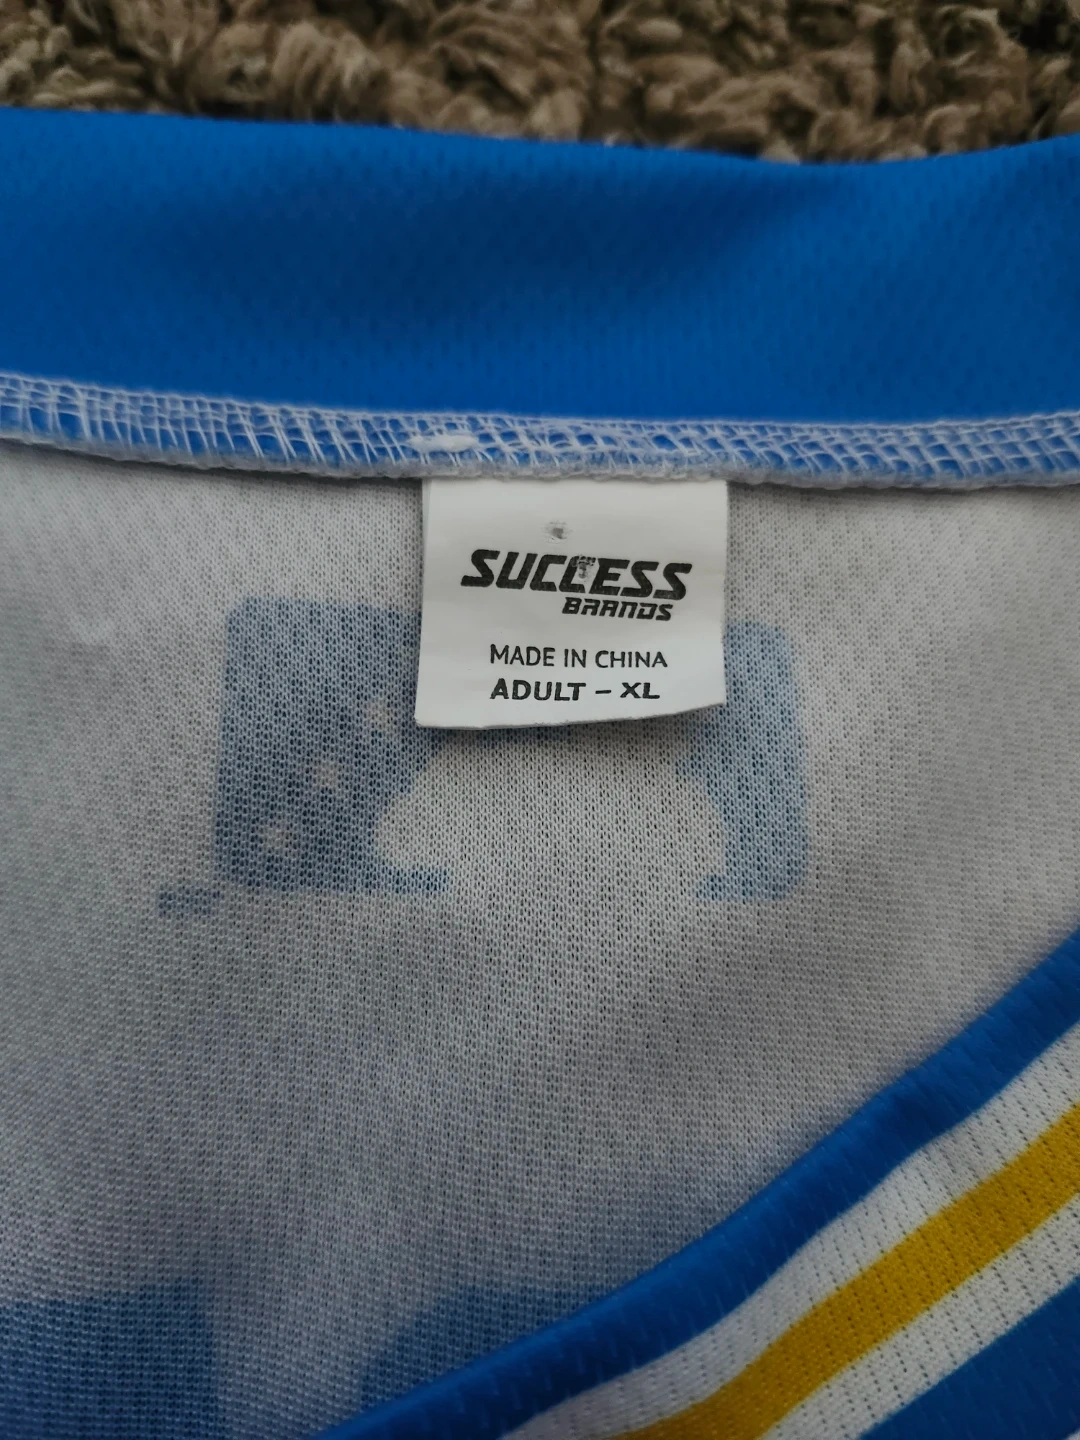 SUCCESS
BRANDS
MADE IN CHINA
ADULT - XL